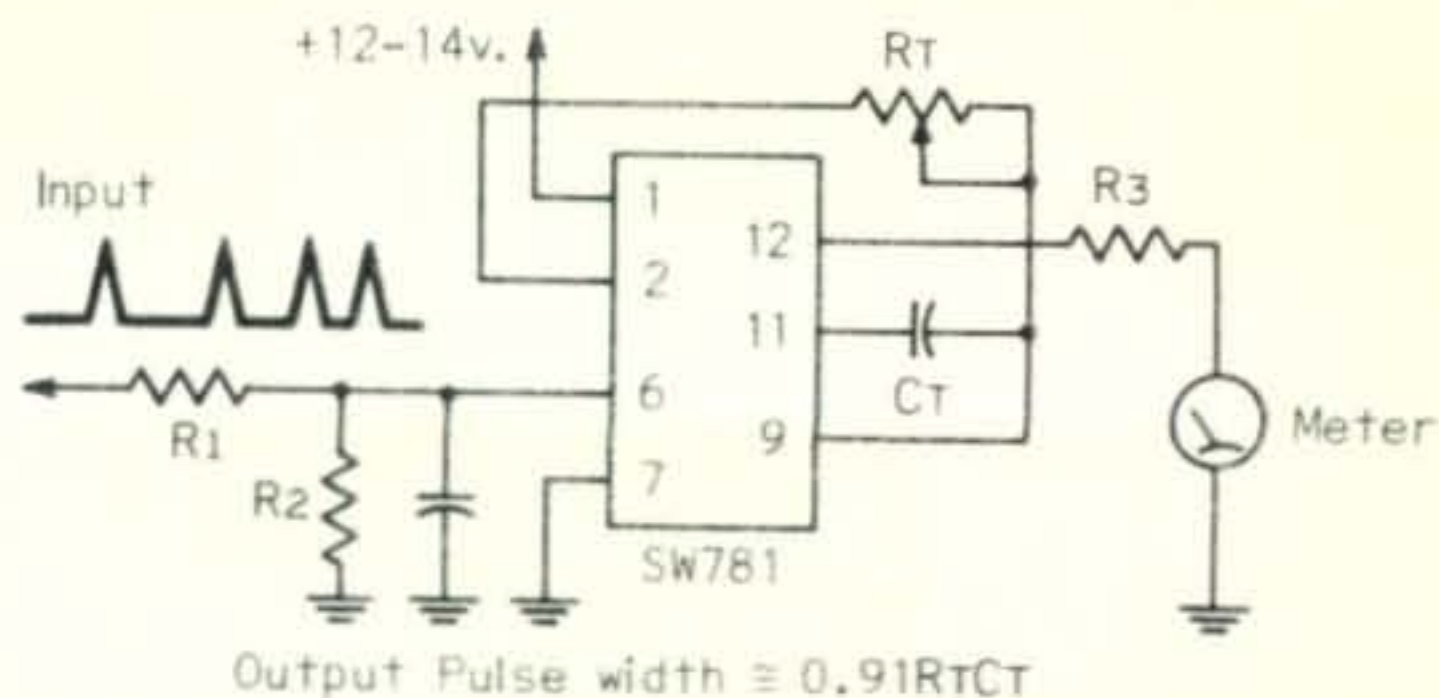 +12-14v.
RT
Input
R3
1
12
2
11
6
CT
R1
9
Meter
R2
7
SW781
Output Pulse width ≅ 0.91RTCT